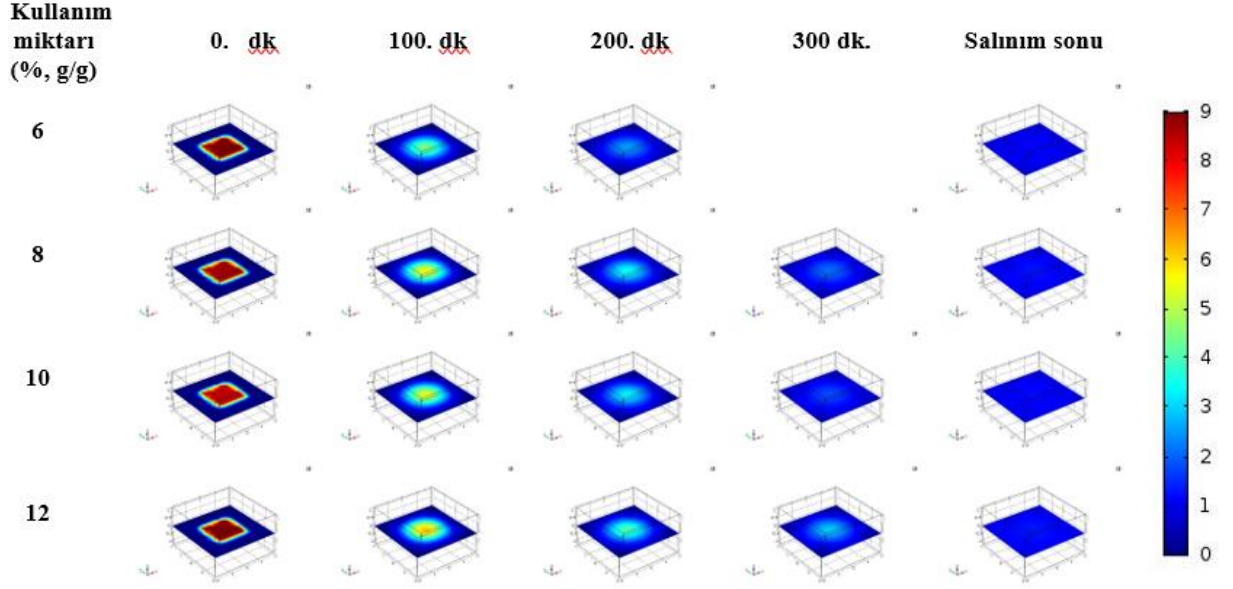 Kullanım
miktarı
(%, g/g)
0. dk
100. dk
200. dk
300 dk.
Salınım sonu
6
8
10
12
9
8
7
6
5
4
3
2
1
0